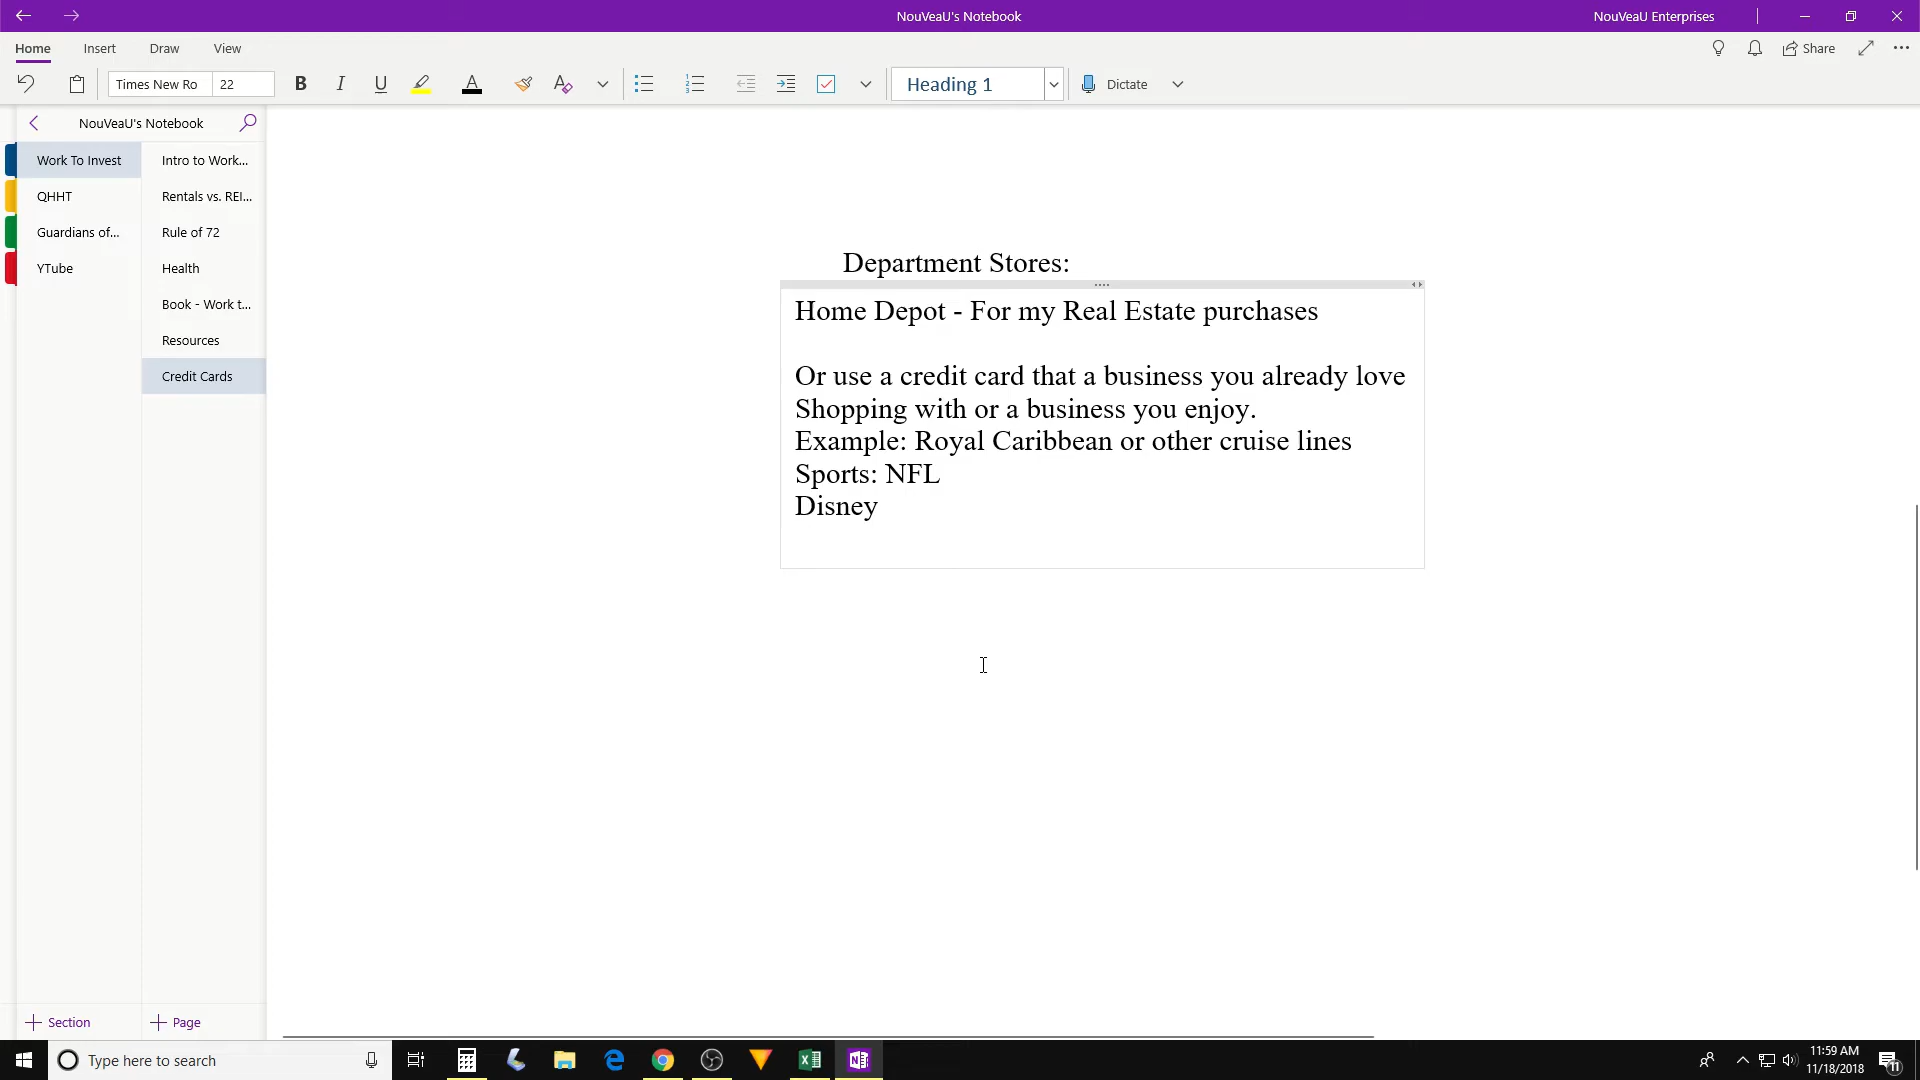 NouVeaU's Notebook
NouVeaU Enterprises
Home
Insert
Draw
View
Share
Times New Ro
22
B
I
U
A
A
Heading 1
Dictate
NouVeaU's Notebook
Work To Invest
QHHT
Guardians of...
YTube
Intro to Work...
Rentals vs. REI...
Rule of 72
Health
Book - Work t...
Resources
Credit Cards
Department Stores:
Home Depot - For my Real Estate purchases
Or use a credit card that a business you already love
Shopping with or a business you enjoy.
Example: Royal Caribbean or other cruise lines
Sports: NFL
Disney
Section
Page
Type here to search
11:59 AM
11/18/2018
11